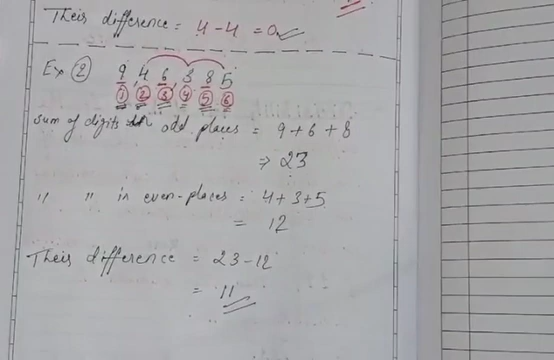 Their difference = 4 - 4 = 0
Ex ② 9 4 6 3 8 5
① ② ③ ④ ⑤ ⑥
Sum of digits odd places = 9+6+8
⇒ 23
" " in even-places = 4+3+5
= 12
Their difference = 23-12
= 11